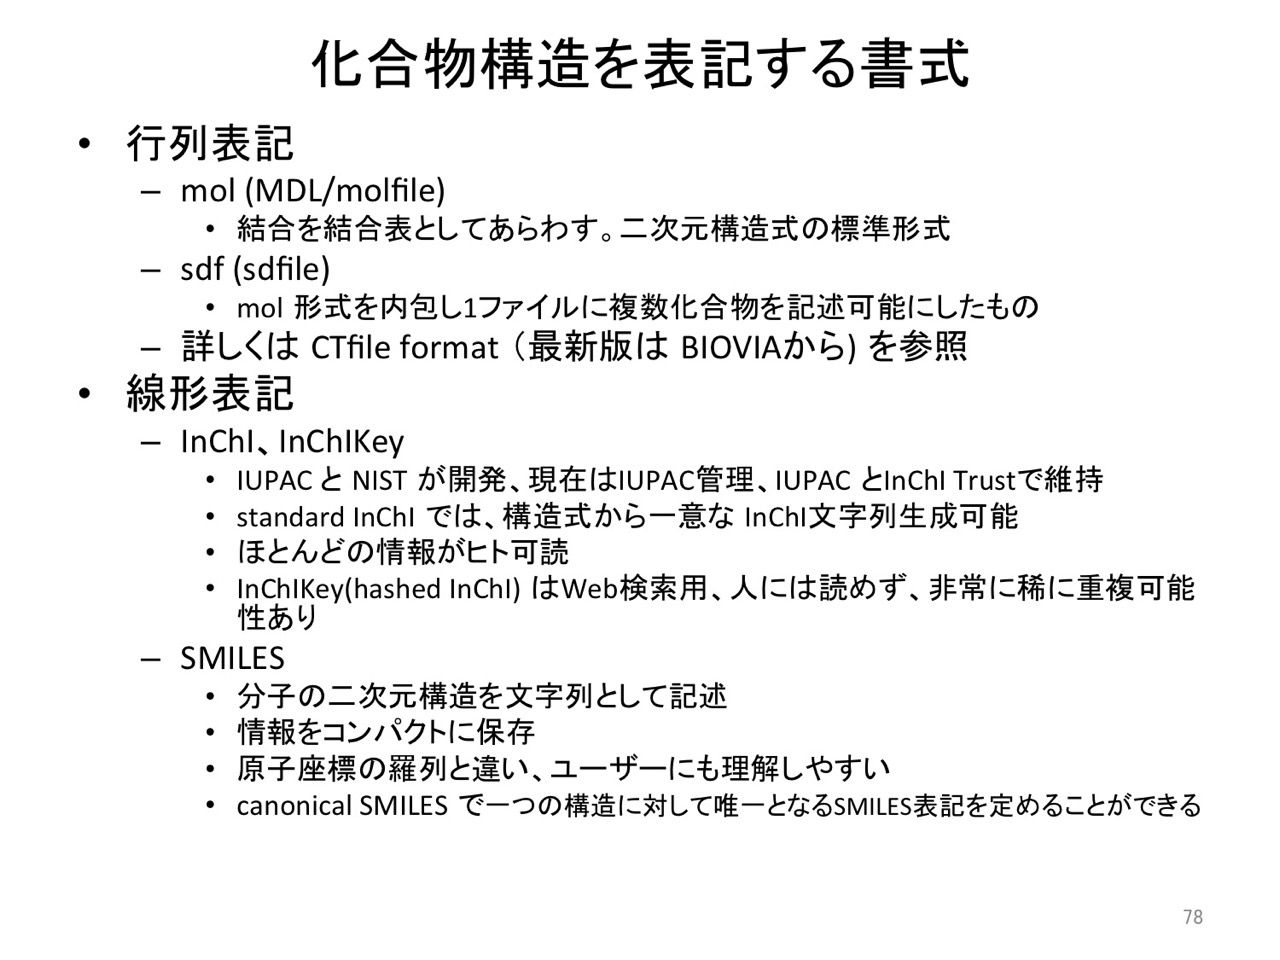 化合物構造を表記する書式
• 行列表記
– mol (MDL/molfile)
• 結合を結合表としてあらわす。二次元構造式の標準形式
– sdf (sdfile)
• mol 形式を内包し1ファイルに複数化合物を記述可能にしたもの
– 詳しくは CTfile format （最新版は BIOVIAから) を参照
• 線形表記
– InChI、InChIKey
• IUPAC と NIST が開発、現在はIUPAC管理、IUPAC とInChI Trustで維持
• standard InChI では、構造式から一意な InChI文字列生成可能
• ほとんどの情報がヒト可読
• InChIKey(hashed InChI) はWeb検索用、人には読めず、非常に稀に重複可能
性あり
– SMILES
• 分子の二次元構造を文字列として記述
• 情報をコンパクトに保存
• 原子座標の羅列と違い、ユーザーにも理解しやすい
• canonical SMILES で一つの構造に対して唯一となるSMILES表記を定めることができる
78